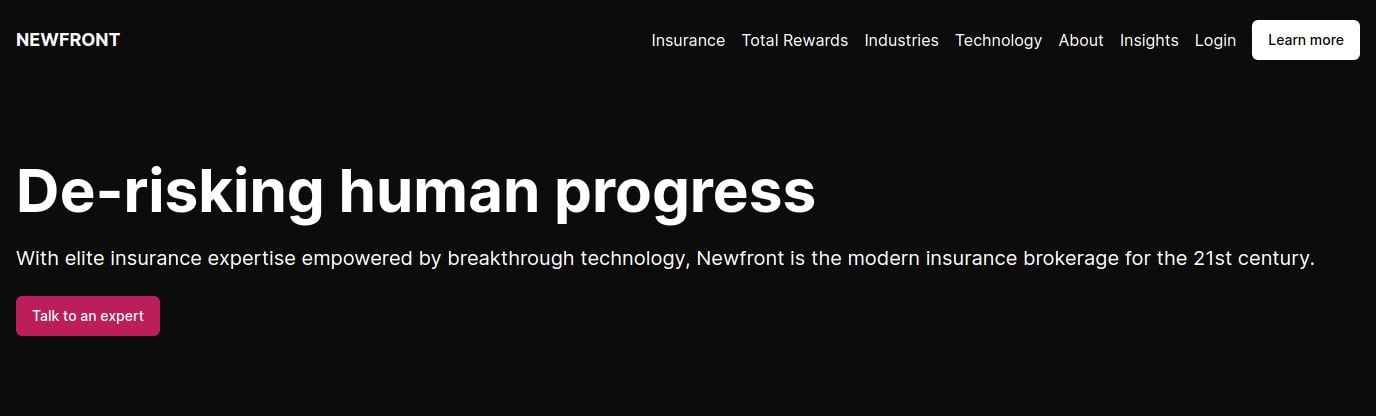 NEWFRONT
Insurance Total Rewards Industries Technology About Insights Login Learn more
De-risking human progress
With elite insurance expertise empowered by breakthrough technology, Newfront is the modern insurance brokerage for the 21st century.
Talk to an expert